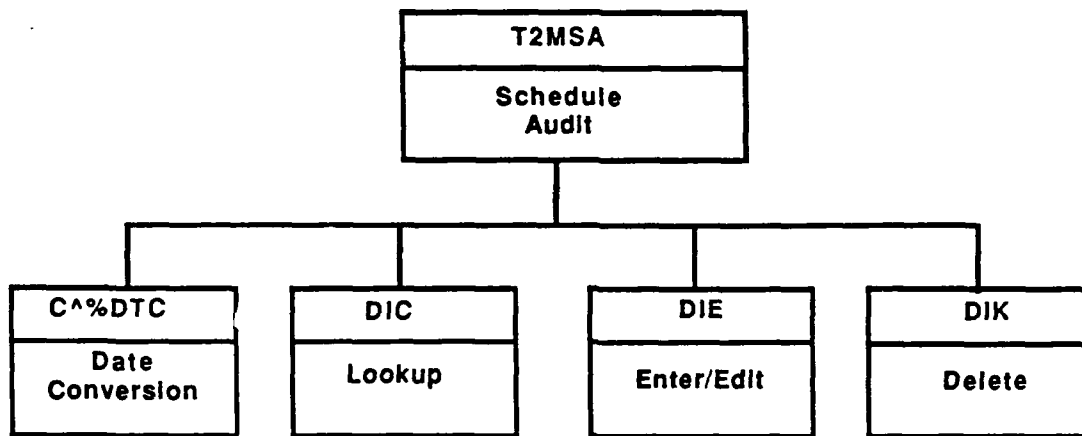 T2MSA
Schedule
Audit
C^%DTC
DIC
DIE
DIK
Date
Conversion
Lookup
Enter/Edit
Delete